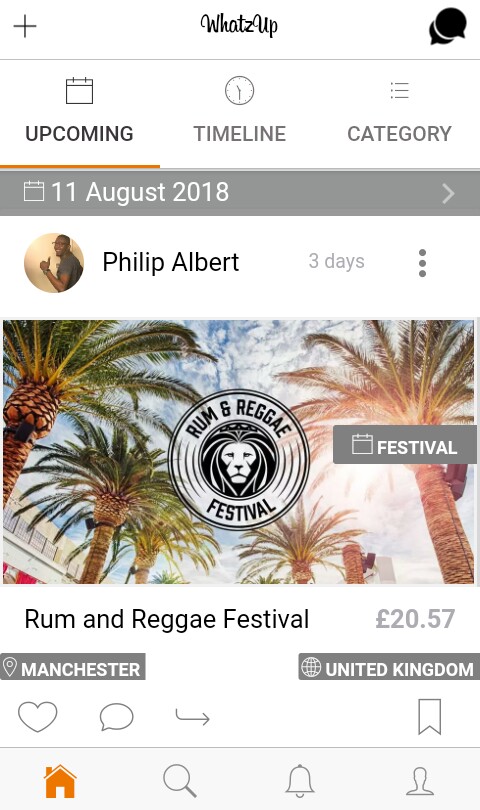 WhatzUp
UPCOMING
TIMELINE
CATEGORY
11 August 2018
Philip Albert
3 days
RUM & REGGAE
FESTIVAL
FESTIVAL
Rum and Reggae Festival
£20.57
MANCHESTER
UNITED KINGDOM